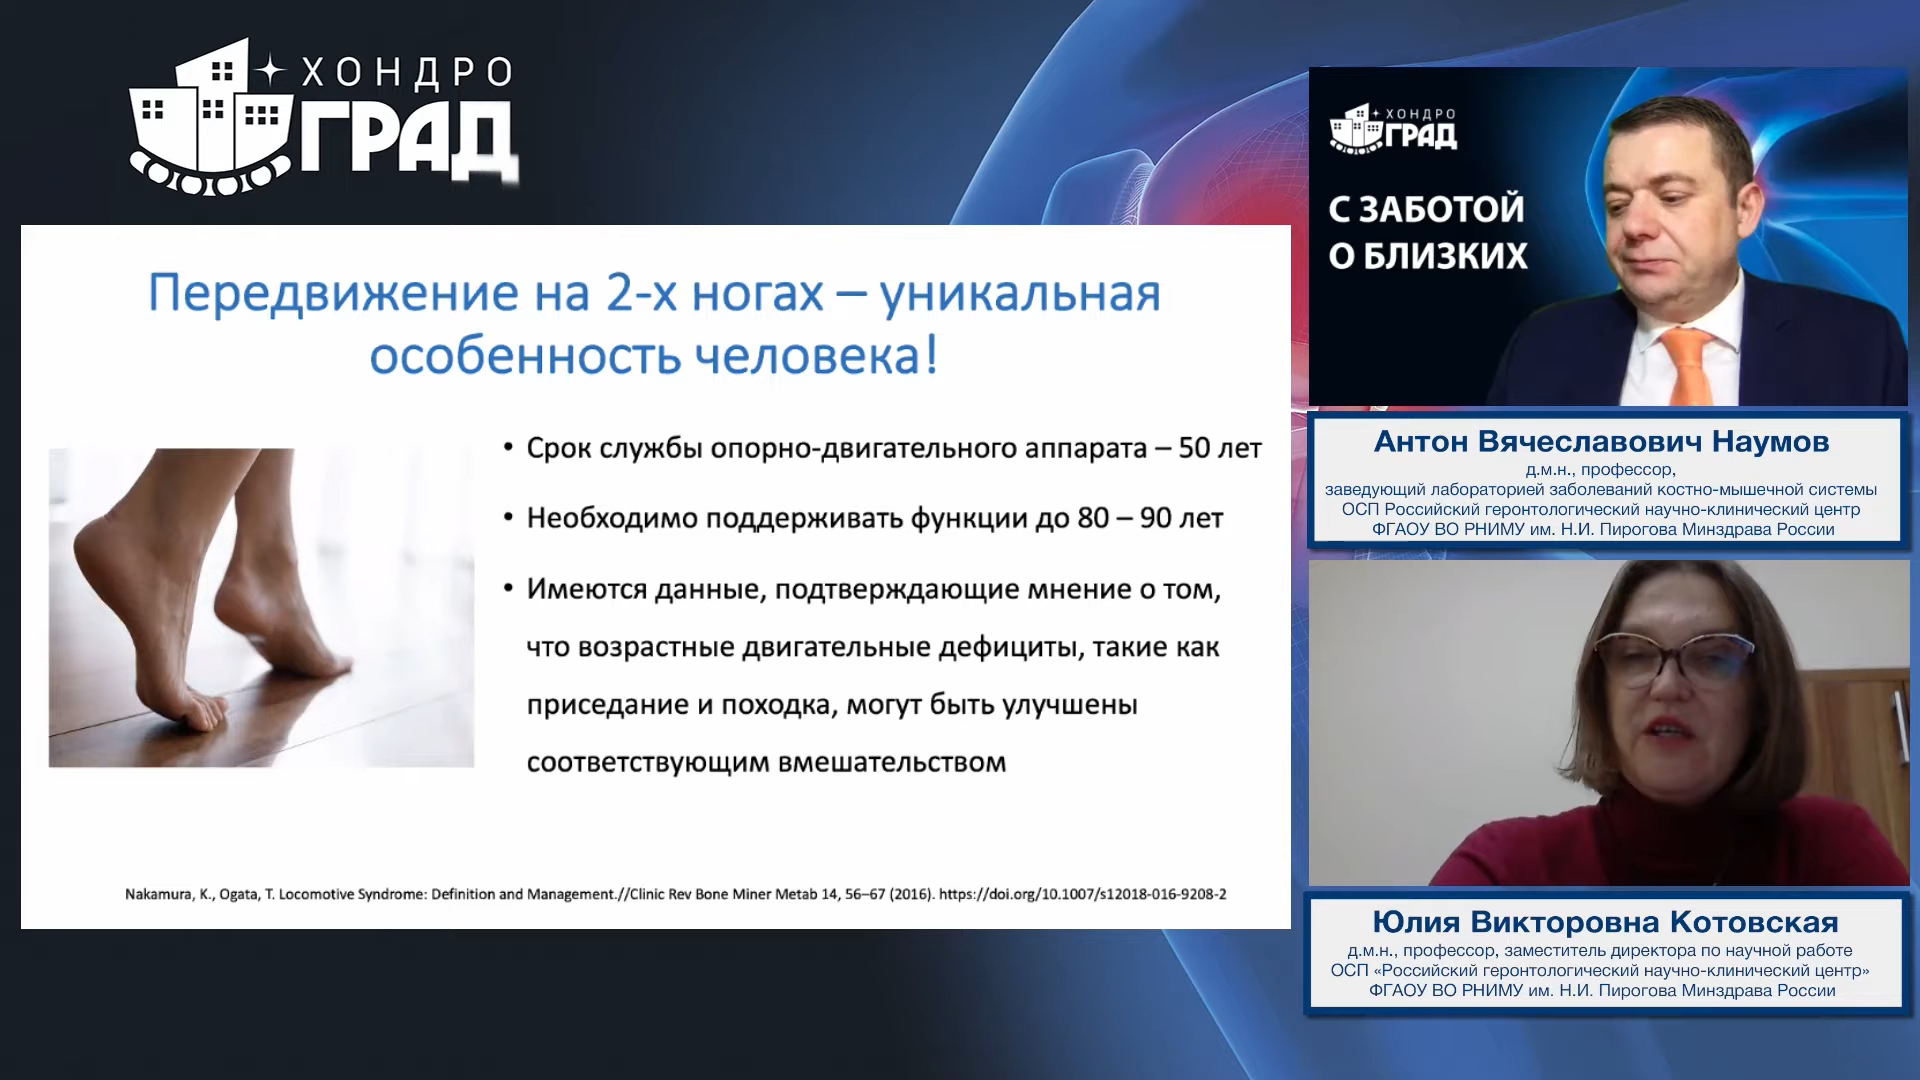 ХОНДРО
ГРАД
Передвижение на 2-х ногах – уникальная
особенность человека!
• Срок службы опорно-двигательного аппарата – 50 лет
• Необходимо поддерживать функции до 80 – 90 лет
• Имеются данные, подтверждающие мнение о том,
что возрастные двигательные дефициты, такие как
приседание и походка, могут быть улучшены
соответствующим вмешательством
Nakamura, K., Ogata, T. Locomotive Syndrome: Definition and Management.//Clinic Rev Bone Miner Metab 14, 56–67 (2016). https://doi.org/10.1007/s12018-016-9208-2
ХОНДРО
ГРАД
С ЗАБОТОЙ
О БЛИЗКИХ
Антон Вячеславович Наумов
д.м.н., профессор,
заведующий лабораторией заболеваний костно-мышечной системы
ОСП Российский геронтологический научно-клинический центр
ФГАОУ ВО РНИМУ им. Н.И. Пирогова Минздрава России
Юлия Викторовна Котовская
д.м.н., профессор, заместитель директора по научной работе
ОСП «Российский геронтологический научно-клинический центр»
ФГАОУ ВО РНИМУ им. Н.И. Пирогова Минздрава России